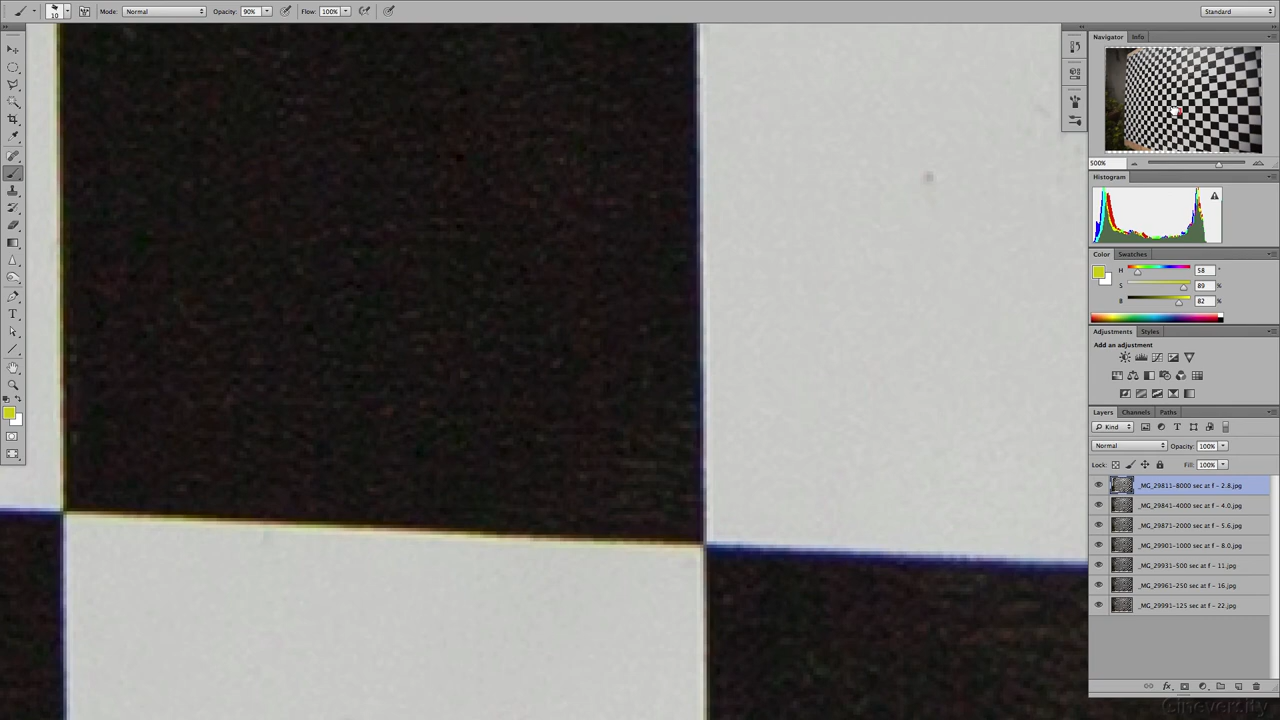 10 Mode: Normal Opacity: 90% Flow: 100% Standard
Navigator Info
500%
Histogram
Color Swatches
H 58 °
S 89 %
B 82 %
Adjustments Styles
Add an adjustment
Layers Channels Paths
Kind
Normal Opacity: 100%
Lock: Fill: 100%
_MG_29811-8000 sec at f - 2.8.jpg
_MG_29841-4000 sec at f - 4.0.jpg
_MG_29871-2000 sec at f - 5.6.jpg
_MG_29901-1000 sec at f - 8.0.jpg
_MG_29931-500 sec at f - 11.jpg
_MG_29961-250 sec at f - 16.jpg
_MG_29991-125 sec at f - 22.jpg
cineversity